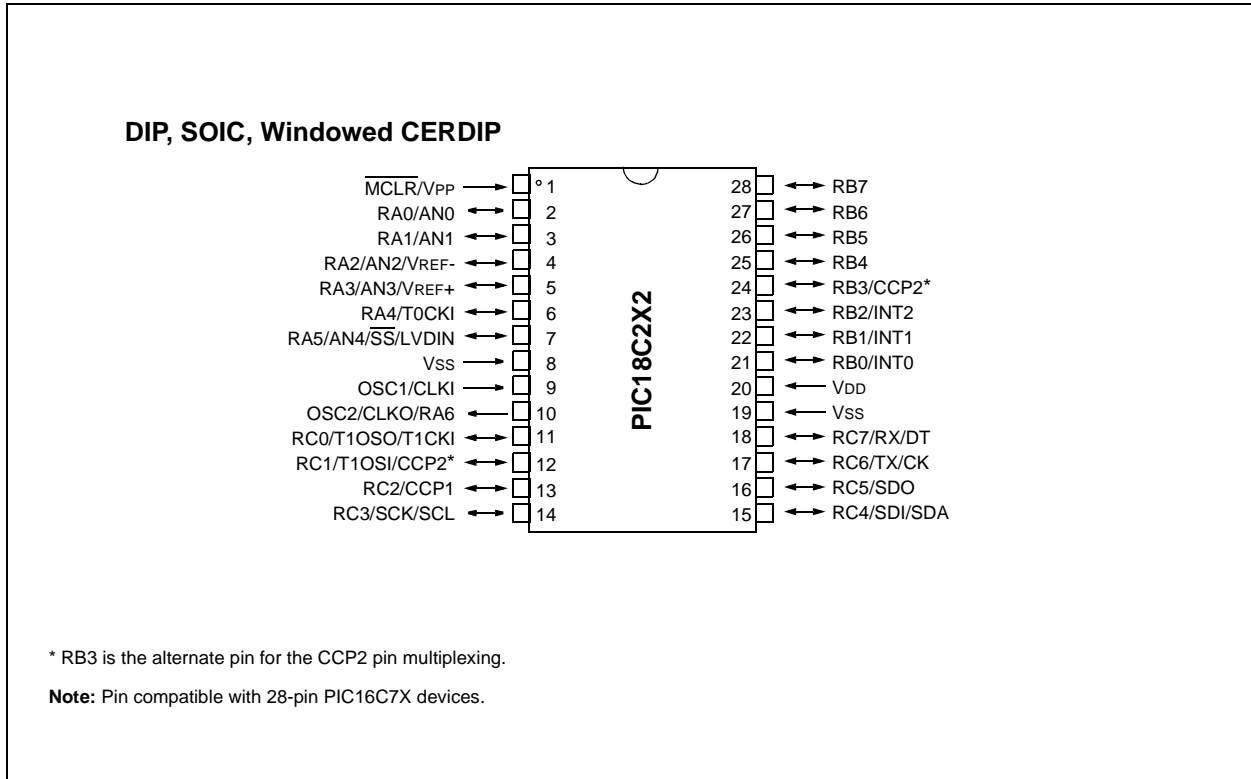 DIP, SOIC, Windowed CERDIP
MCLR/VPP 1 28 RB7
RA0/AN0 2 27 RB6
RA1/AN1 3 26 RB5
RA2/AN2/VREF- 4 25 RB4
RA3/AN3/VREF+ 5 24 RB3/CCP2*
RA4/T0CKI 6 23 RB2/INT2
RA5/AN4/SS/LVDIN 7 22 RB1/INT1
VSS 8 21 RB0/INT0
OSC1/CLKI 9 20 VDD
OSC2/CLKO/RA6 10 19 VSS
RC0/T1OSO/T1CKI 11 18 RC7/RX/DT
RC1/T1OSI/CCP2* 12 17 RC6/TX/CK
RC2/CCP1 13 16 RC5/SDO
RC3/SCK/SCL 14 15 RC4/SDI/SDA
PIC18C2X2
* RB3 is the alternate pin for the CCP2 pin multiplexing.
Note: Pin compatible with 28-pin PIC16C7X devices.